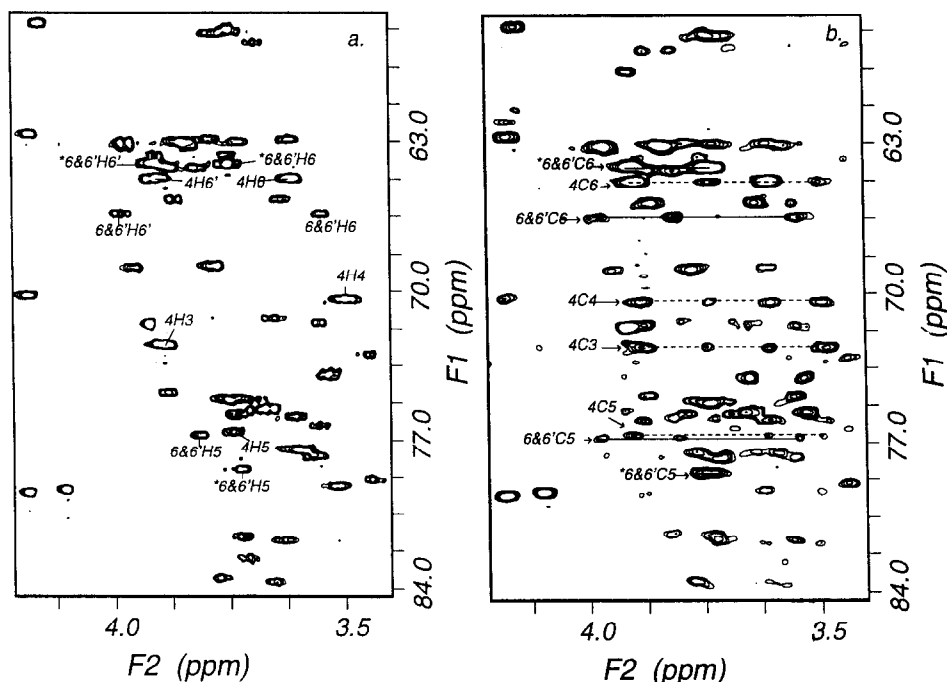 a.
63.0
*6&6'H6'
*6&6'H6
4H6'
4H6
6&6'H6'
6&6'H6
70.0
4H4
4H3
F1 (ppm)
77.0
6&6'H5
4H5
*6&6'H5
84.0
4.0
3.5
F2 (ppm)
b.
63.0
*6&6'C6
4C6
6&6'C6
70.0
4C4
4C3
F1 (ppm)
4C5
77.0
6&6'C5
*6&6'C5
84.0
4.0
3.5
F2 (ppm)